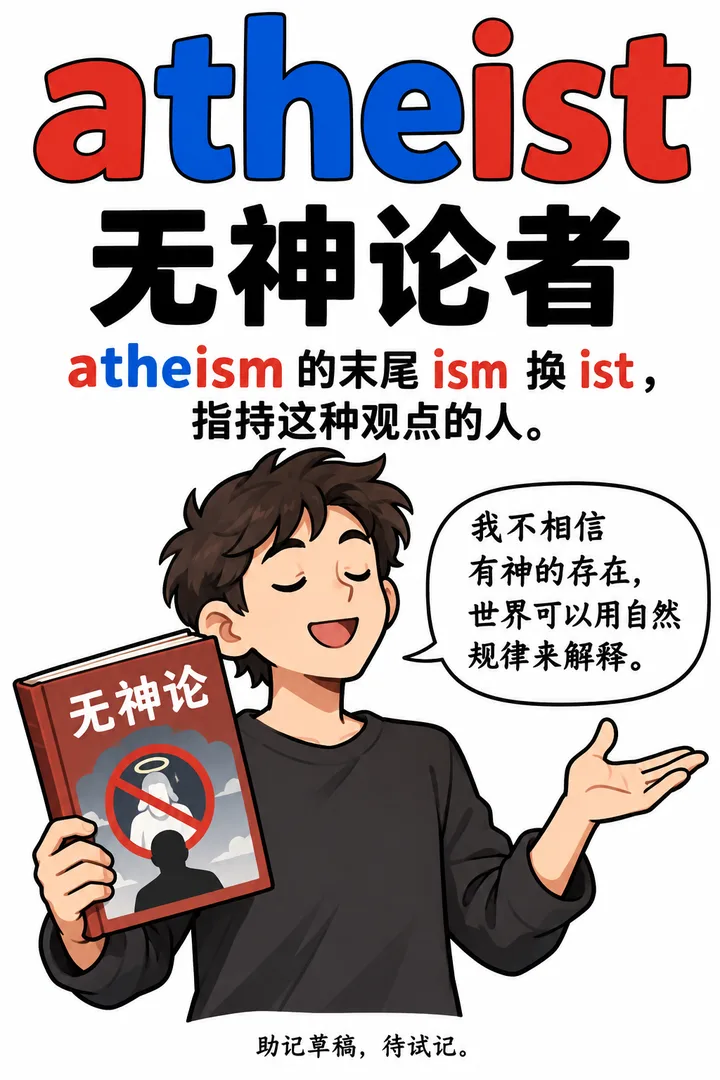 atheist
无神论者
atheism 的末尾 ism 换 ist，
指持这种观点的人。
我不相信
有神的存在，
世界可以用自然
规律来解释。
无神论
助记草稿，待试记。